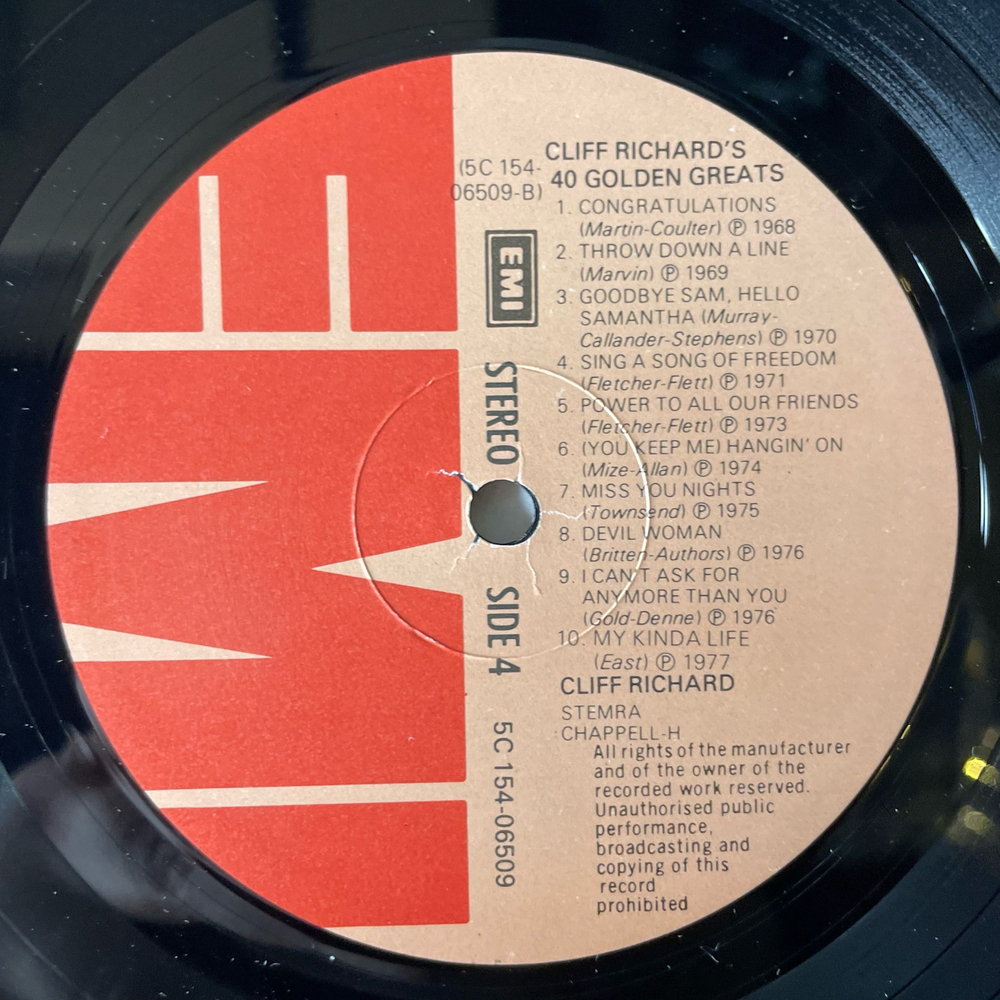 (5C 154-
06509-B)
CLIFF RICHARD'S
40 GOLDEN GREATS
1. CONGRATULATIONS
(Martin-Coulter) Ⓟ 1968
2. THROW DOWN A LINE
(Marvin) Ⓟ 1969
3. GOODBYE SAM, HELLO
SAMANTHA (Murray-
Callander-Stephens) Ⓟ 1970
4. SING A SONG OF FREEDOM
(Fletcher-Flett) Ⓟ 1971
5. POWER TO ALL OUR FRIENDS
(Fletcher-Flett) Ⓟ 1973
6. (YOU KEEP ME) HANGIN' ON
(Mize-Allan) Ⓟ 1974
7. MISS YOU NIGHTS
(Townsend) Ⓟ 1975
8. DEVIL WOMAN
(Britten-Authors) Ⓟ 1976
9. I CAN'T ASK FOR
ANYMORE THAN YOU
(Gold-Denne) Ⓟ 1976
10. MY KINDA LIFE
(East) Ⓟ 1977
CLIFF RICHARD
STEMRA
CHAPPELL-H
All rights of the manufacturer
and of the owner of the
recorded work reserved.
Unauthorised public
performance,
broadcasting and
copying of this
record
prohibited
EMI STEREO SIDE 4 5C 154-06509
EMI